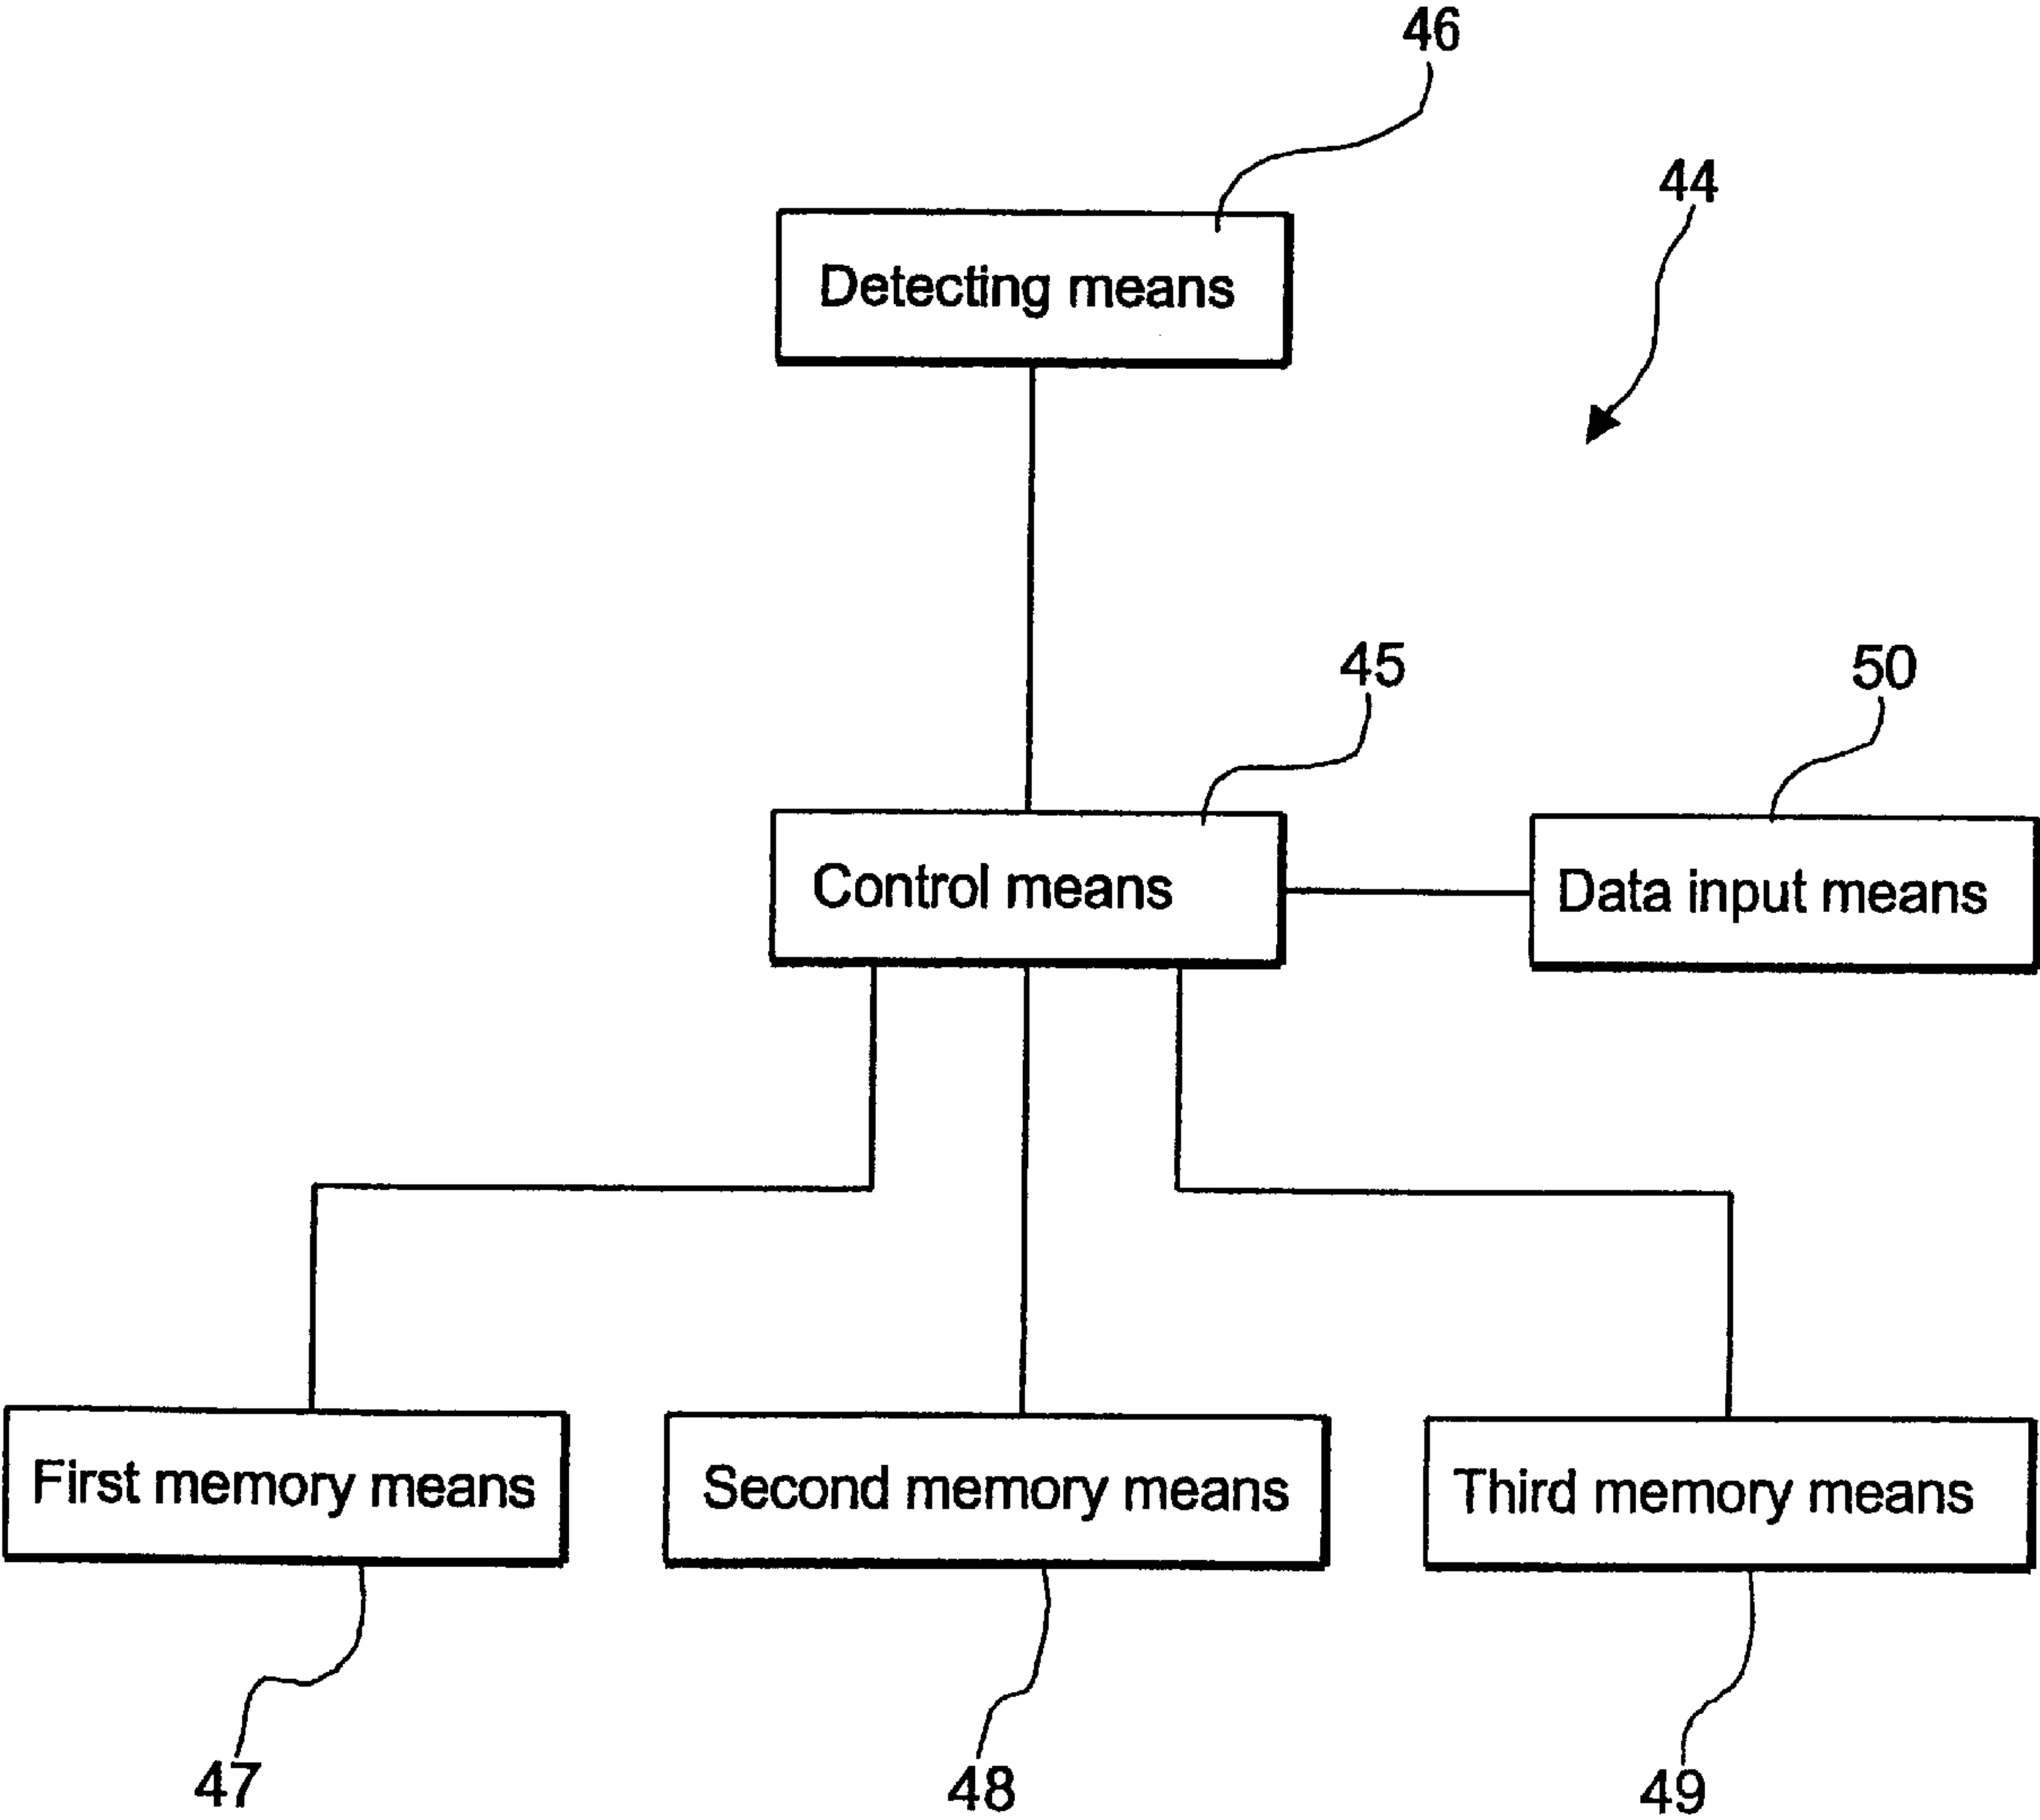 46
44
Detecting means
45
50
Control means
Data input means
First memory means
Second memory means
Third memory means
47
48
49